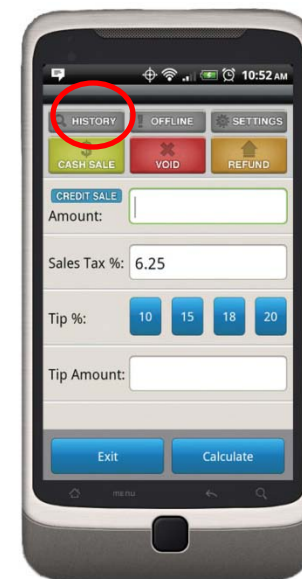 10:52 AM
HISTORY OFFLINE SETTINGS
CASH SALE VOID REFUND
CREDIT SALE
Amount:
Sales Tax %: 6.25
Tip %: 10 15 18 20
Tip Amount:
Exit Calculate
menu